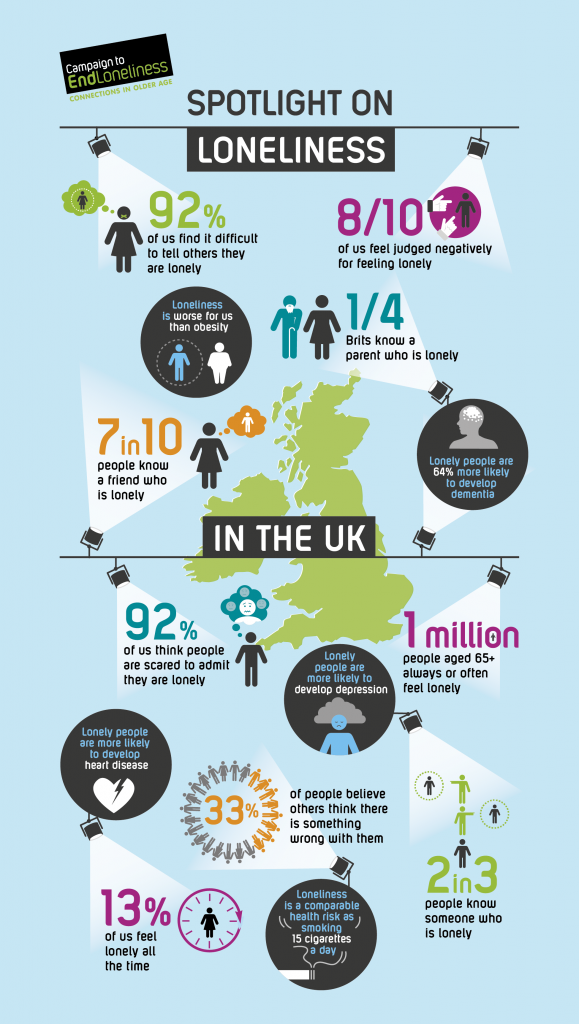 Campaign to
EndLoneliness
CONNECTIONS IN OLDER AGE
SPOTLIGHT ON
LONELINESS
92%
of us find it difficult
to tell others they
are lonely
8/10
of us feel judged negatively
for feeling lonely
Loneliness
is worse for us
than obesity
1/4
Brits know a
parent who is lonely
7in10
people know
a friend who
is lonely
Lonely people are
64% more likely
to develop
dementia
IN THE UK
92%
of us think people
are scared to admit
they are lonely
1 million
people aged 65+
always or often
feel lonely
Lonely
people are
more likely to
develop depression
Lonely people
are more likely
to develop
heart disease
33%
of people believe
others think there
is something
wrong with them
2in3
people know
someone who
is lonely
13%
of us feel
lonely all
the time
Loneliness
is a comparable
health risk as
smoking
15 cigarettes
a day